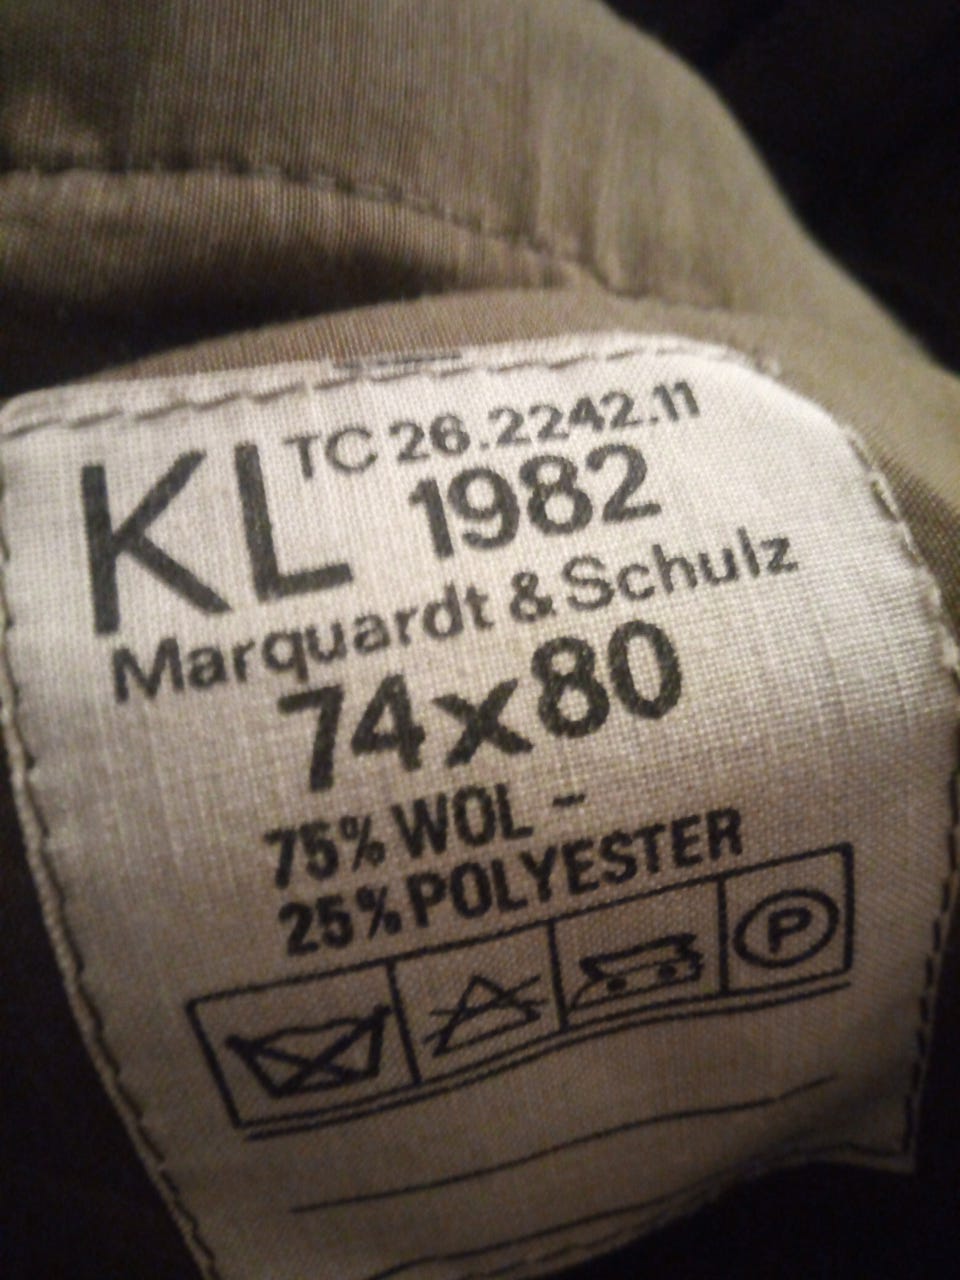 TC 26.2242.11
KL 1982
Marquardt & Schulz
74x80
75% WOL -
25% POLYESTER
P